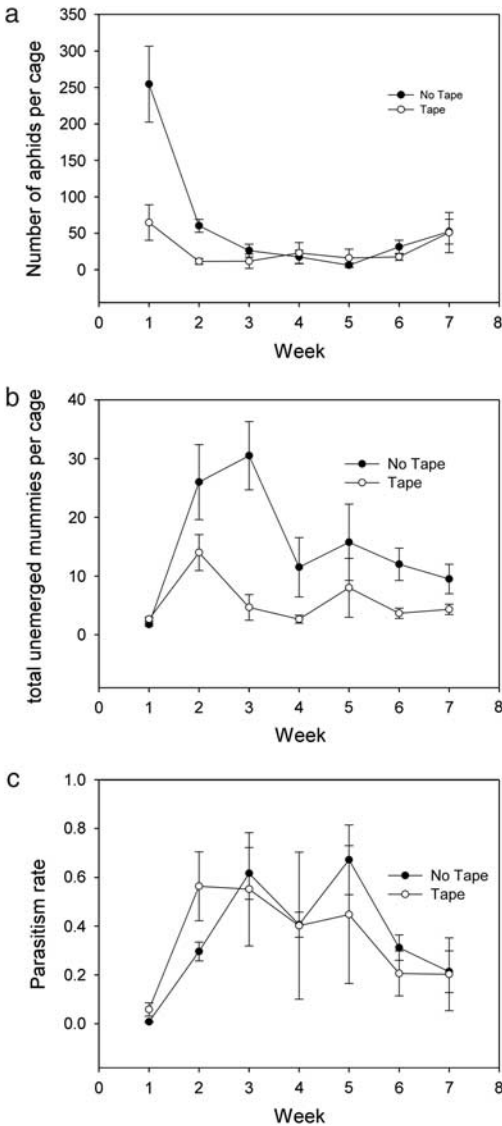 a
Number of aphids per cage
350
300
250
200
150
100
50
0
No Tape
Tape
0 1 2 3 4 5 6 7 8
Week
b
total unemerged mummies per cage
40
30
20
10
0
No Tape
Tape
0 1 2 3 4 5 6 7 8
Week
c
Parasitism rate
1.0
0.8
0.6
0.4
0.2
0.0
No Tape
Tape
0 1 2 3 4 5 6 7 8
Week